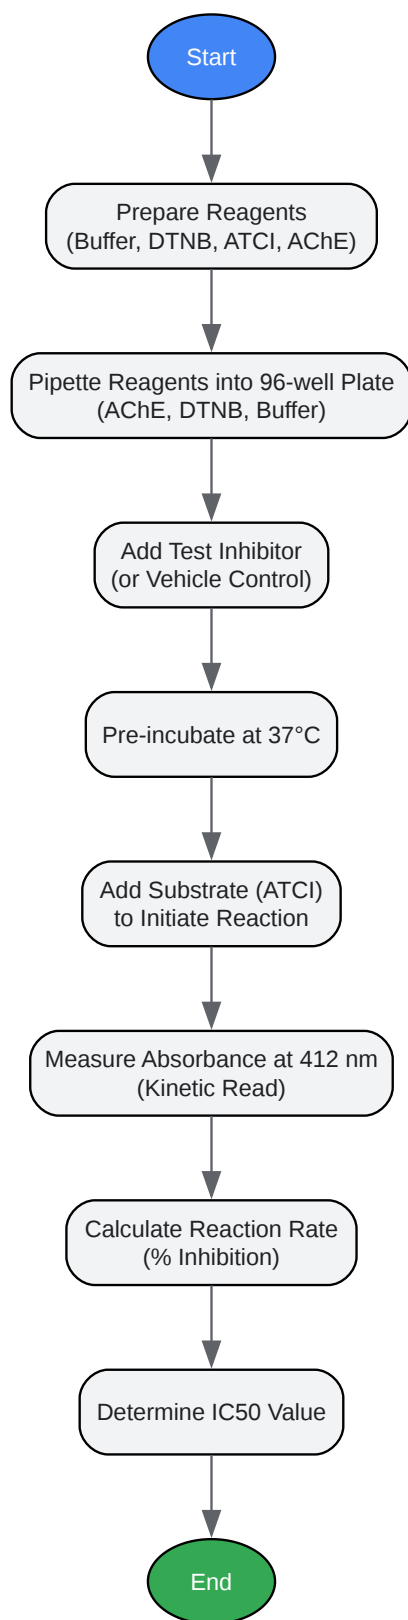 Start
Prepare Reagents
(Buffer, DTNB, ATCI, AChE)
Pipette Reagents into 96-well Plate
(AChE, DTNB, Buffer)
Add Test Inhibitor
(or Vehicle Control)
Pre-incubate at 37°C
Add Substrate (ATCI)
to Initiate Reaction
Measure Absorbance at 412 nm
(Kinetic Read)
Calculate Reaction Rate
(% Inhibition)
Determine IC50 Value
End